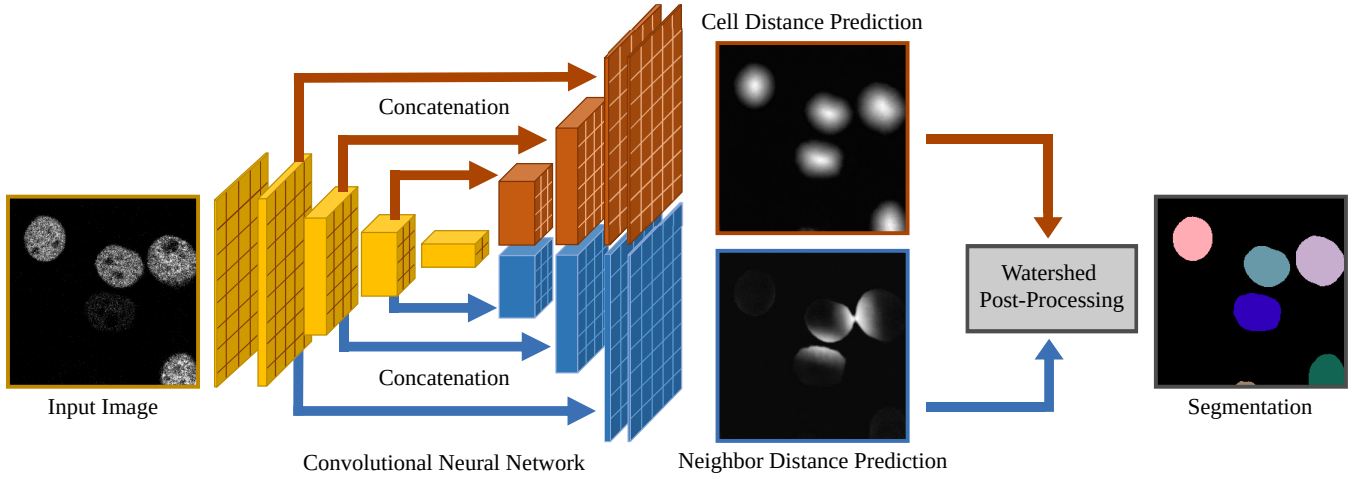 Cell Distance Prediction
Concatenation
Watershed
Post-Processing
Concatenation
Input Image
Segmentation
Convolutional Neural Network
Neighbor Distance Prediction